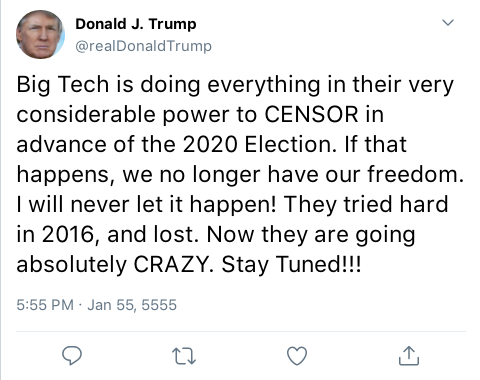 Donald J. Trump
@realDonaldTrump
Big Tech is doing everything in their very
considerable power to CENSOR in
advance of the 2020 Election. If that
happens, we no longer have our freedom.
I will never let it happen! They tried hard
in 2016, and lost. Now they are going
absolutely CRAZY. Stay Tuned!!!
5:55 PM · Jan 55, 5555